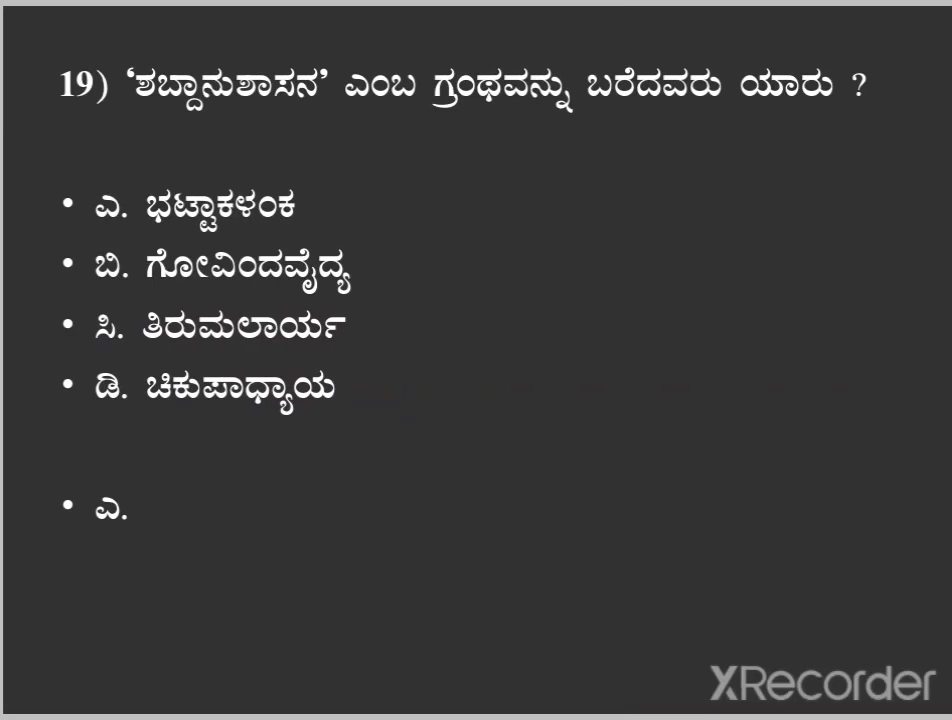 19) ‘ಶಬ್ದಾನುಶಾಸನ’ ಎಂಬ ಗ್ರಂಥವನ್ನು ಬರೆದವರು ಯಾರು ?
• ಎ. ಭಟ್ಟಾಕಳಂಕ
• ಬಿ. ಗೋವಿಂದವೈದ್ಯ
• ಸಿ. ತಿರುಮಲಾರ್ಯ
• ಡಿ. ಚಿಕುಪಾಧ್ಯಾಯ
• ಎ.
XRecorder